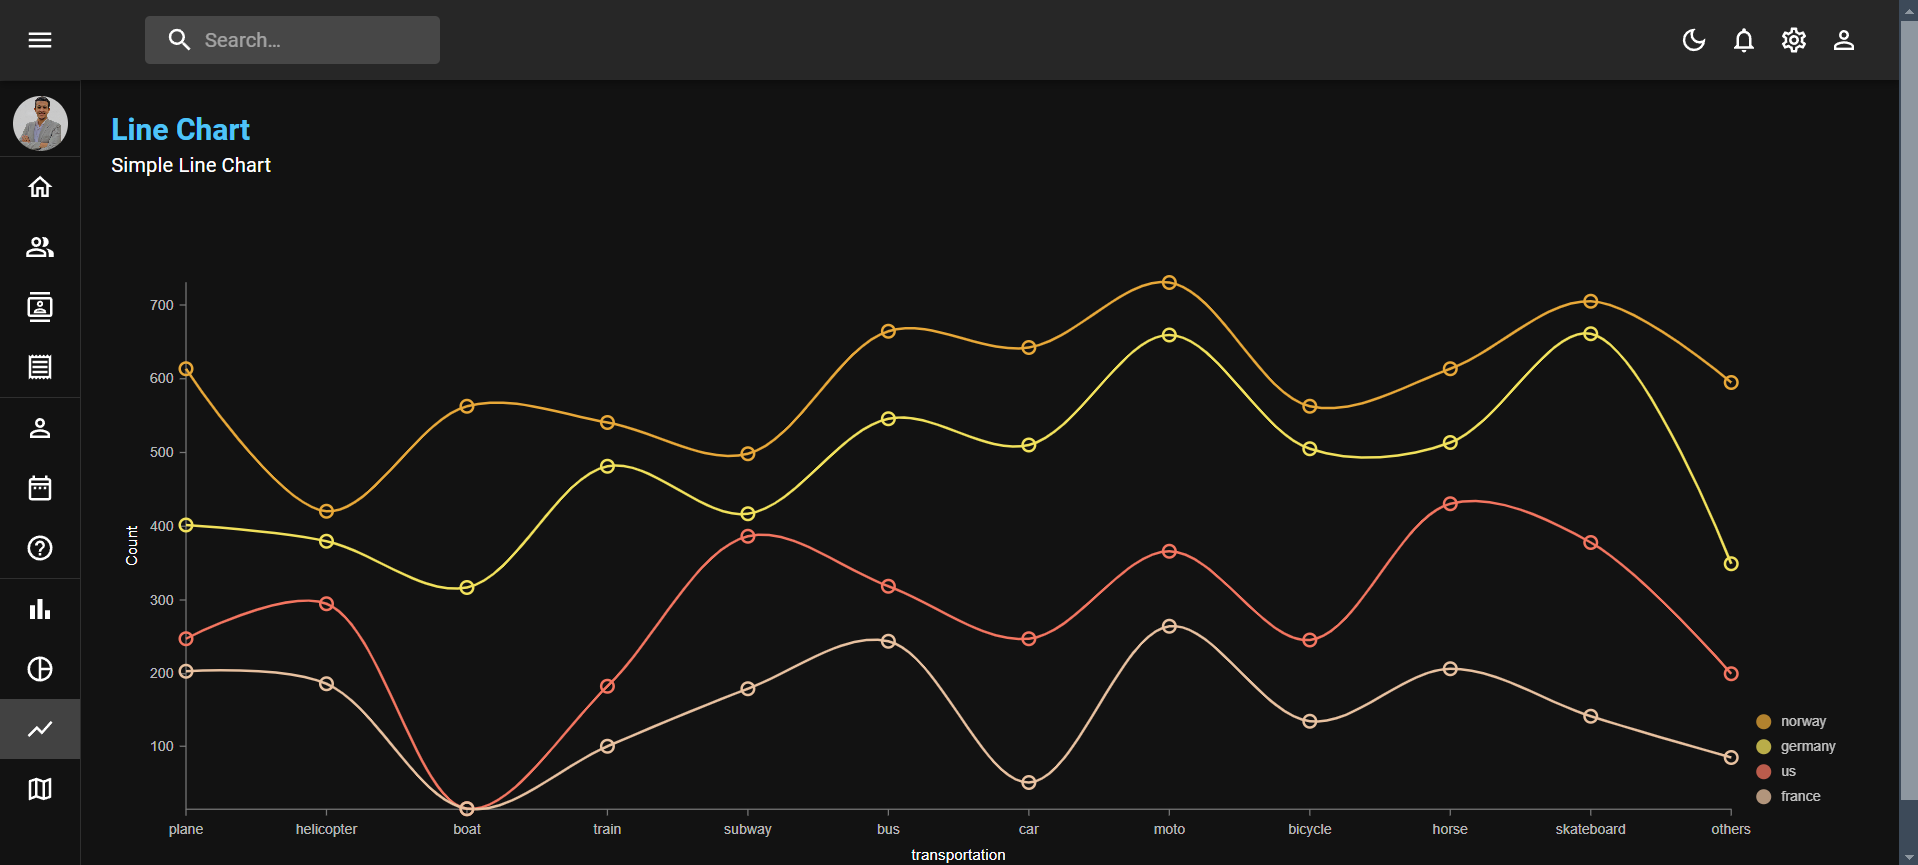 Search...
Line Chart
Simple Line Chart
700
600
500
400
300
200
100
Count
plane helicopter boat train subway bus car moto bicycle horse skateboard others
transportation
norway
germany
us
france